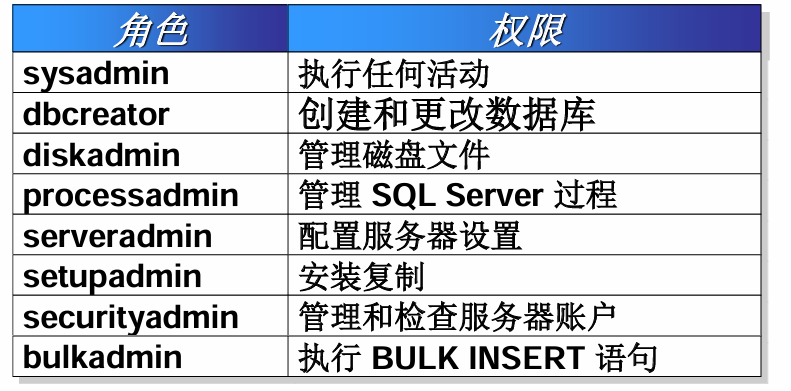 角色 权限
sysadmin 执行任何活动
dbcreator 创建和更改数据库
diskadmin 管理磁盘文件
processadmin 管理 SQL Server 过程
serveradmin 配置服务器设置
setupadmin 安装复制
securityadmin 管理和检查服务器账户
bulkadmin 执行 BULK INSERT 语句